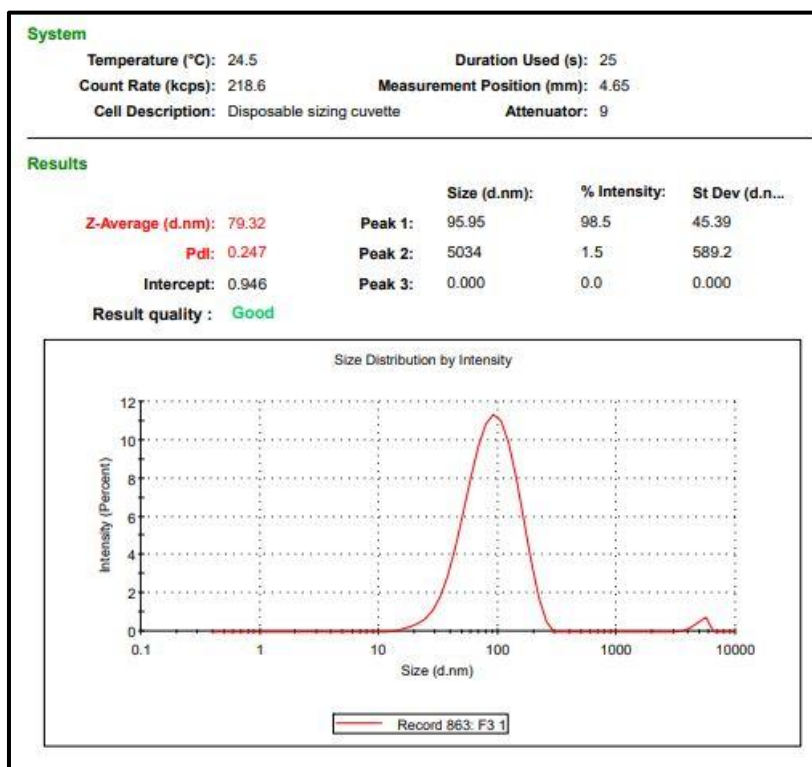 System
Temperature (°C): 24.5 Duration Used (s): 25
Count Rate (kcps): 218.6 Measurement Position (mm): 4.65
Cell Description: Disposable sizing cuvette Attenuator: 9
Results
Size (d.nm): % Intensity: St Dev (d.n...
Z-Average (d.nm): 79.32 Peak 1: 95.95 98.5 45.39
PdI: 0.247 Peak 2: 5034 1.5 589.2
Intercept: 0.946 Peak 3: 0.000 0.0 0.000
Result quality : Good
Size Distribution by Intensity
Intensity (Percent)
12
10
8
6
4
2
0
0.1 1 10 100 1000 10000
Size (d.nm)
Record 863: F3 1